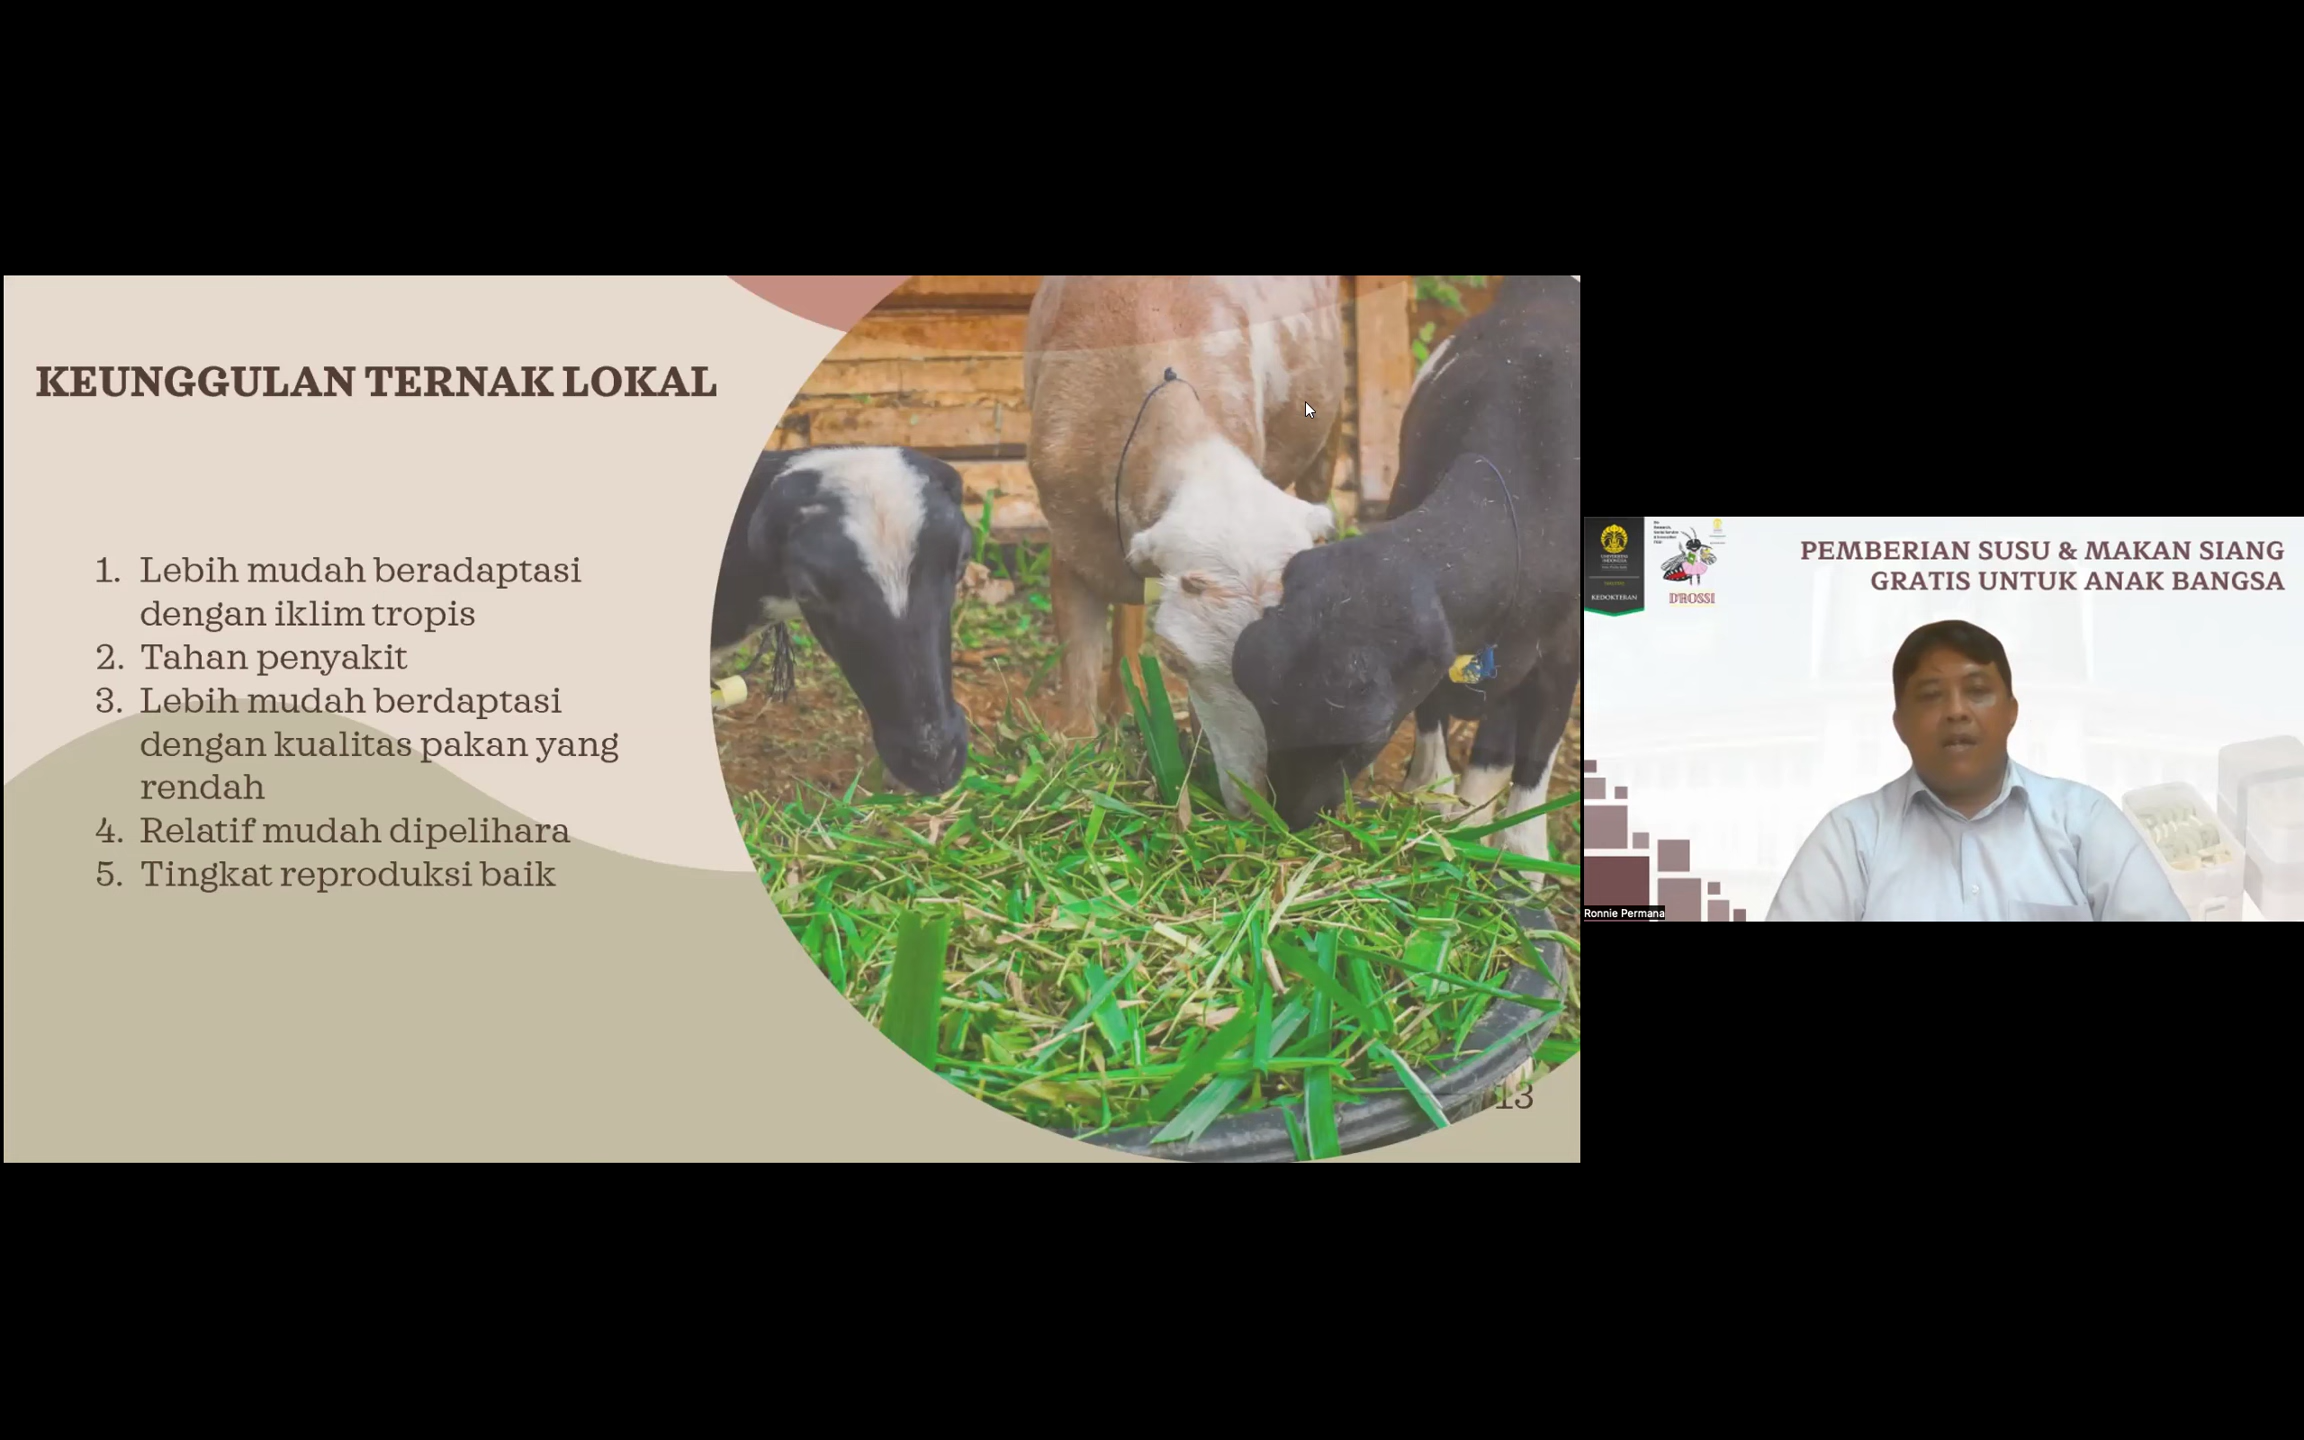 KEUNGGULAN TERNAK LOKAL
1. Lebih mudah beradaptasi
dengan iklim tropis
2. Tahan penyakit
3. Lebih mudah berdaptasi
dengan kualitas pakan yang
rendah
4. Relatif mudah dipelihara
5. Tingkat reproduksi baik
13
UNIVERSITAS
INDONESIA
KEDOKTERAN
D'ROSSI
PEMBERIAN SUSU & MAKAN SIANG
GRATIS UNTUK ANAK BANGSA
Ronnie Permana